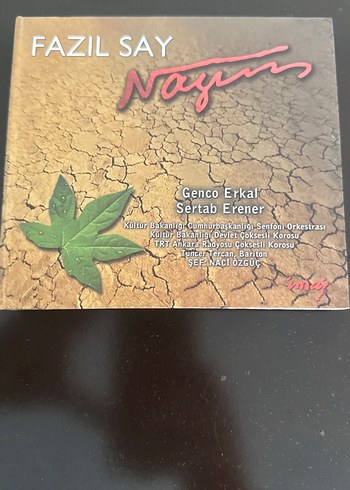 FAZIL SAY
Nazım
Genco Erkal
Sertab Erener
Kültür Bakanlığı Cumhurbaşkanlığı Senfoni Orkestrası
Kültür Bakanlığı Devlet Çoksesli Korosu
TRT Ankara Radyosu Çoksesli Korosu
Tuncer Tercan, Bariton
ŞEF: NACİ ÖZGÜÇ
imaj